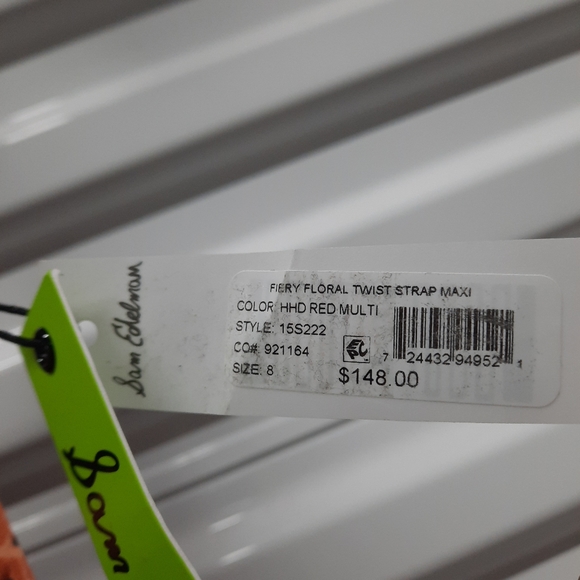 Sam Edelman
FIERY FLORAL TWIST STRAP MAXI
COLOR: HHD RED MULTI
STYLE: 15S222
CO#: 921164
SIZE: 8
$148.00
7 24432 94952 1
8